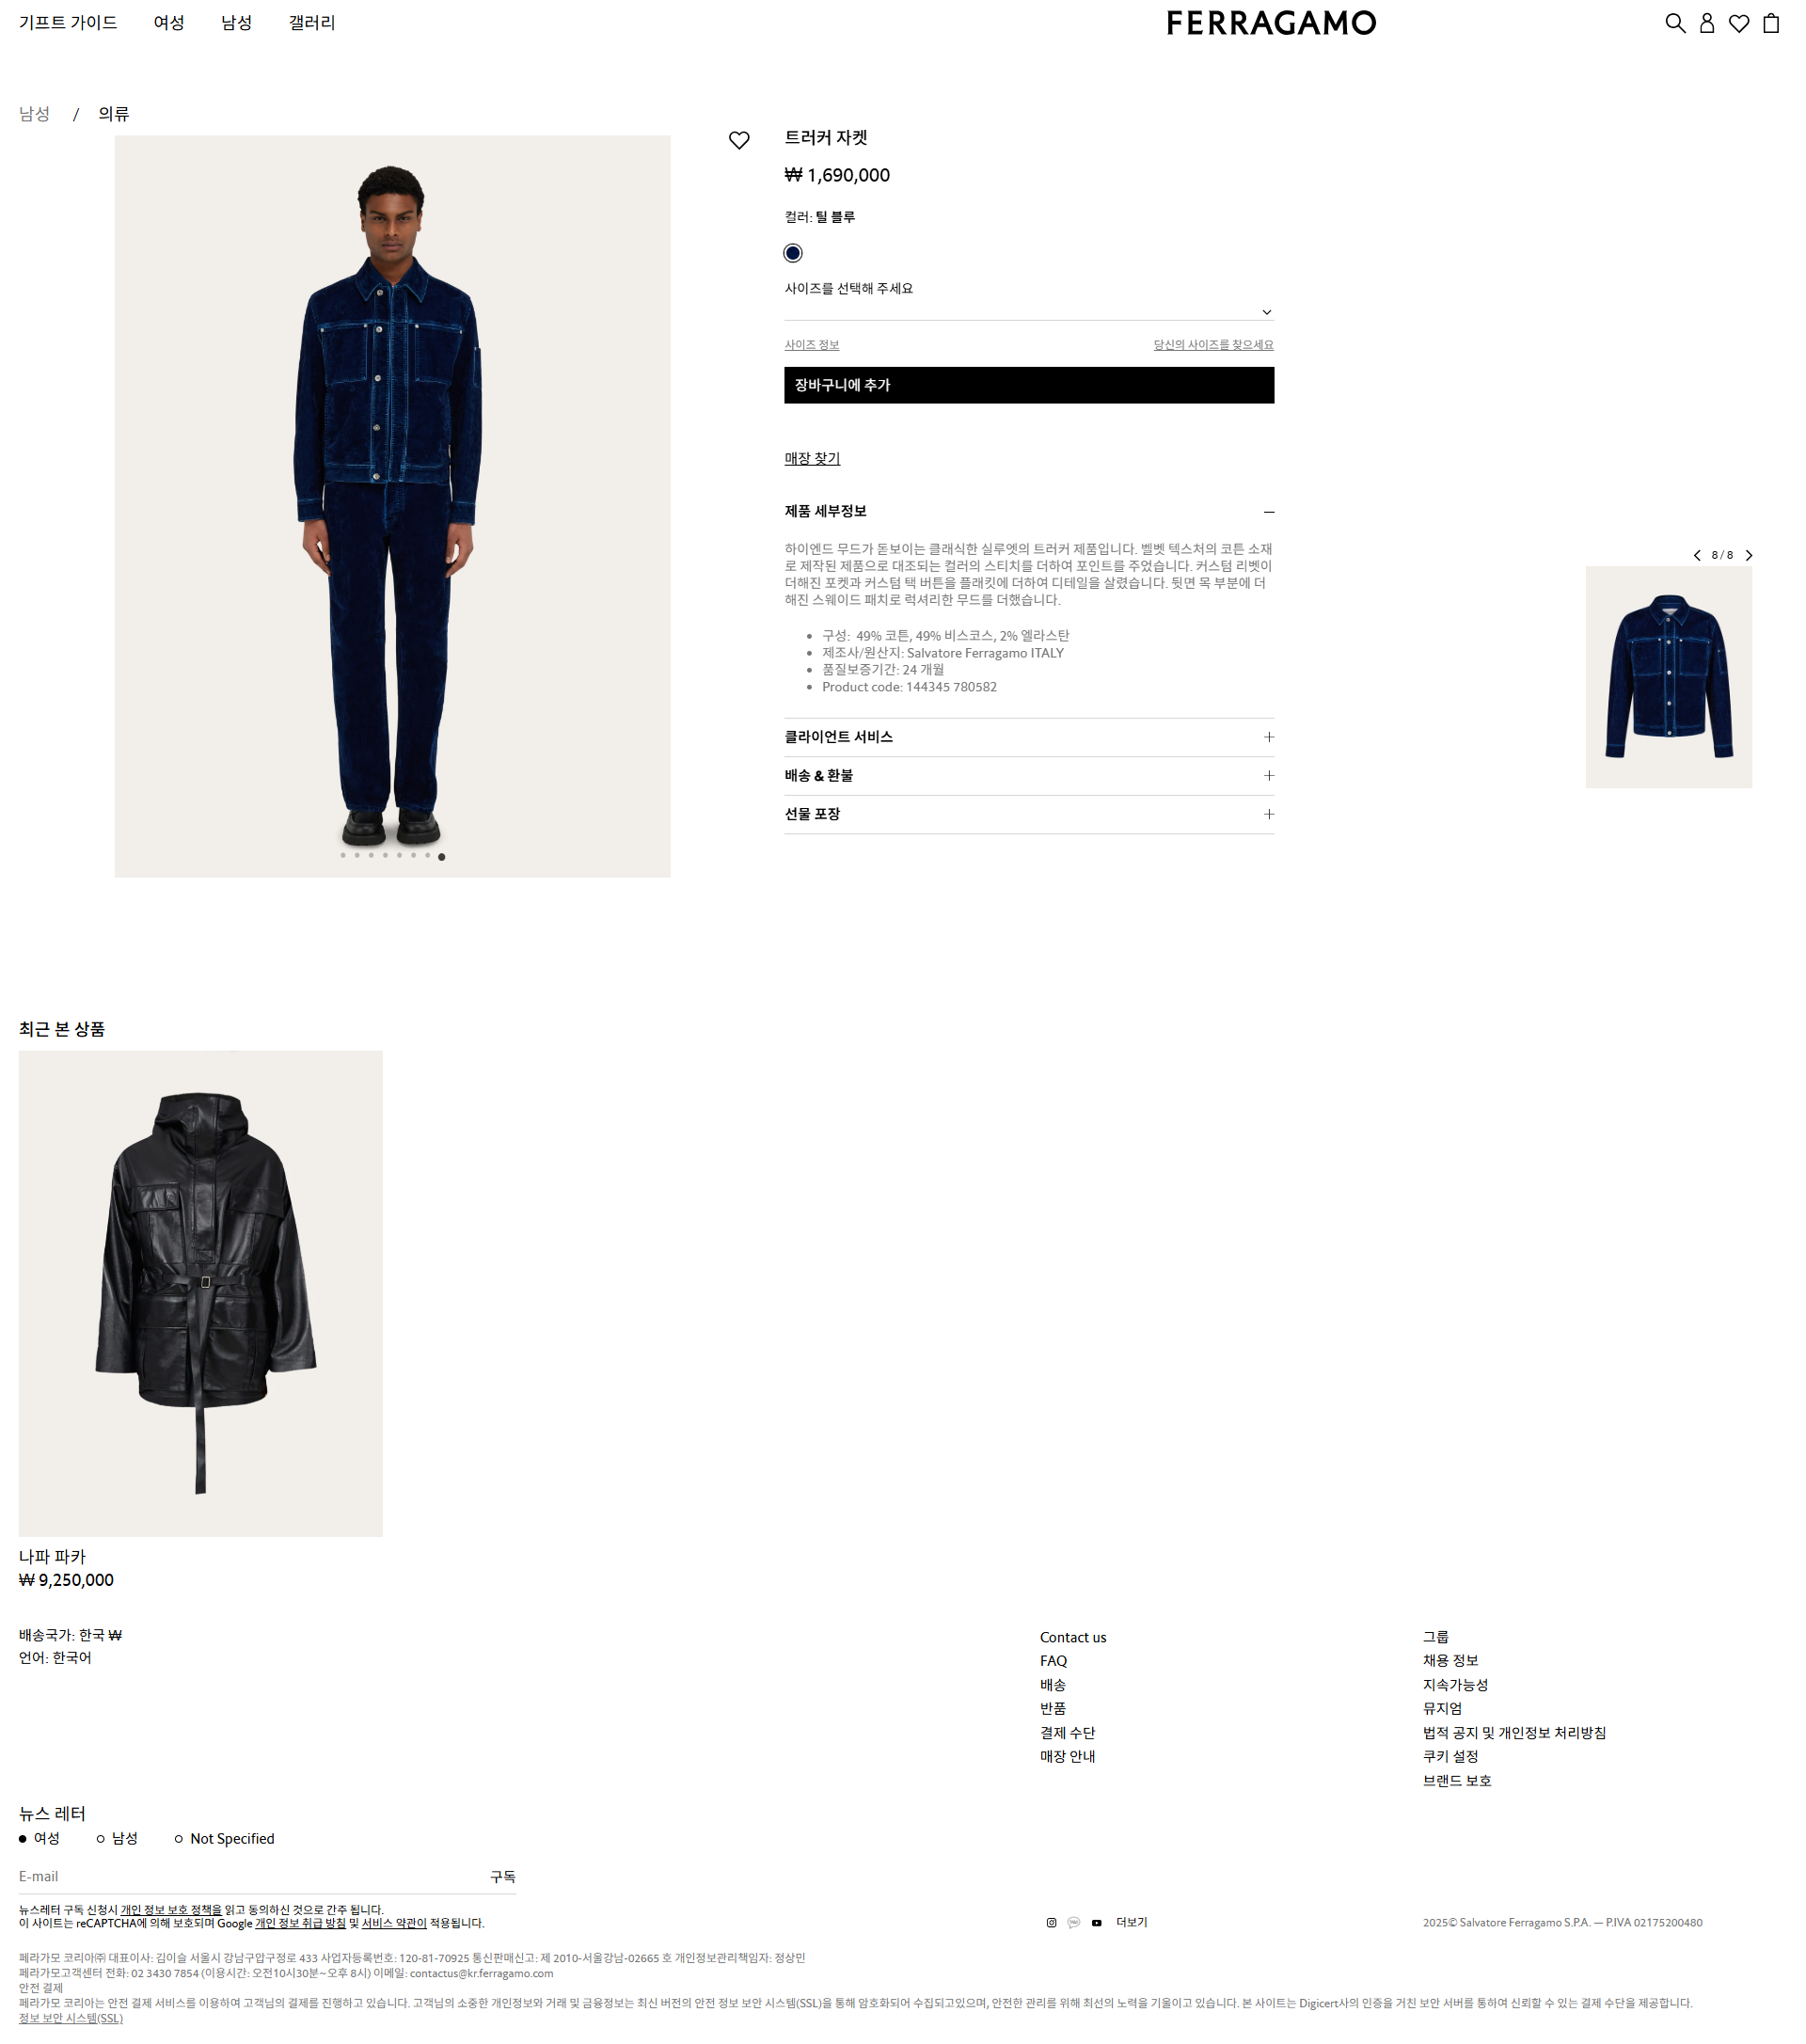 기프트 가이드 여성 남성 갤러리
FERRAGAMO
남성 / 의류
트러커 자켓
₩ 1,690,000
컬러: 틸 블루
사이즈를 선택해 주세요
사이즈 정보
당신의 사이즈를 찾으세요
장바구니에 추가
매장 찾기
제품 세부정보
하이엔드 무드가 돋보이는 클래식한 실루엣의 트러커 제품입니다. 벨벳 텍스처의 코튼 소재
로 제작된 제품으로 대조되는 컬러의 스티치를 더하여 포인트를 주었습니다. 커스텀 리벳이
더해진 포켓과 커스텀 택 버튼을 플래킷에 더하여 디테일을 살렸습니다. 뒷면 목 부분에 더
해진 스웨이드 패치로 럭셔리한 무드를 더했습니다.
구성: 49% 코튼, 49% 비스코스, 2% 엘라스탄
제조사/원산지: Salvatore Ferragamo ITALY
품질보증기간: 24 개월
Product code: 144345 780582
클라이언트 서비스
배송 & 환불
선물 포장
8 / 8
최근 본 상품
나파 파카
₩ 9,250,000
배송국가: 한국 ₩
언어: 한국어
Contact us
FAQ
배송
반품
결제 수단
매장 안내
그룹
채용 정보
지속가능성
뮤지엄
법적 공지 및 개인정보 처리방침
쿠키 설정
브랜드 보호
뉴스 레터
여성 남성 Not Specified
E-mail 구독
뉴스레터 구독 신청시 개인 정보 보호 정책을 읽고 동의하신 것으로 간주 됩니다.
이 사이트는 reCAPTCHA에 의해 보호되며 Google 개인 정보 취급 방침 및 서비스 약관이 적용됩니다.
더보기
2025© Salvatore Ferragamo S.P.A. — P.IVA 02175200480
페라가모 코리아㈜ 대표이사: 김이슬 서울시 강남구압구정로 433 사업자등록번호: 120-81-70925 통신판매신고: 제 2010-서울강남-02665 호 개인정보관리책임자: 정상민
페라가모고객센터 전화: 02 3430 7854 (이용시간: 오전10시30분~오후 8시) 이메일: contactus@kr.ferragamo.com
안전 결제
페라가모 코리아는 안전 결제 서비스를 이용하여 고객님의 결제를 진행하고 있습니다. 고객님의 소중한 개인정보와 거래 및 금융정보는 최신 버전의 안전 정보 보안 시스템(SSL)을 통해 암호화되어 수집되고있으며, 안전한 관리를 위해 최선의 노력을 기울이고 있습니다. 본 사이트는 Digicert사의 인증을 거친 보안 서버를 통하여 신뢰할 수 있는 결제 수단을 제공합니다.
정보 보안 시스템(SSL)